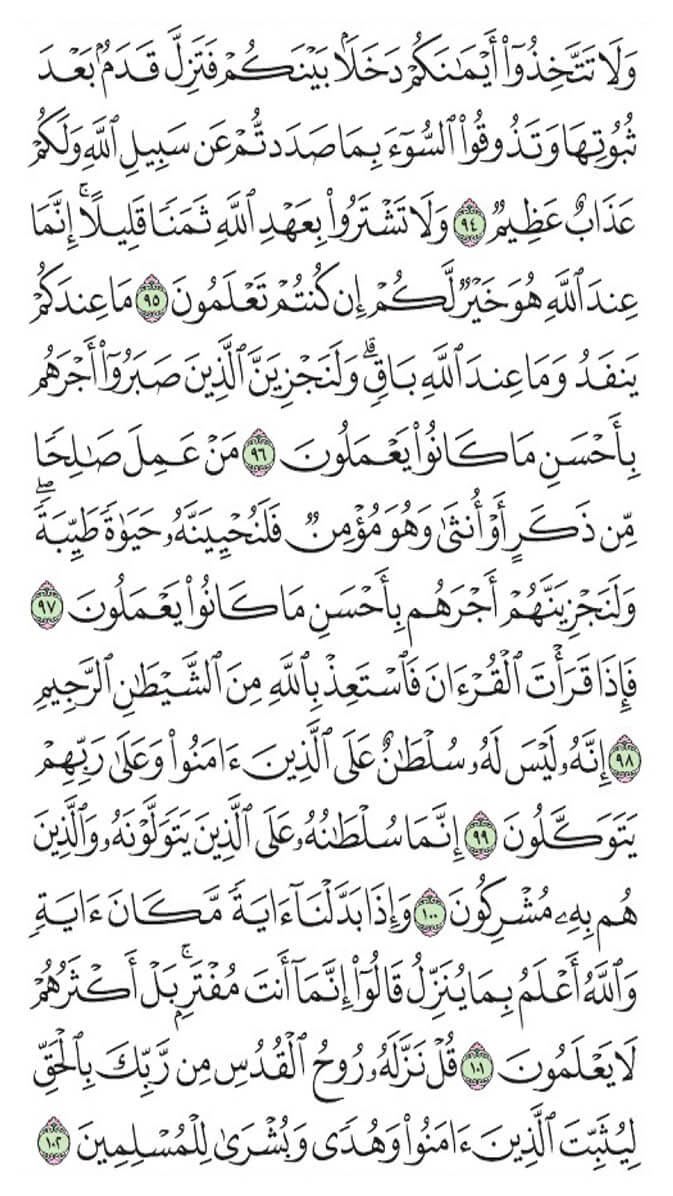 وَلَا تَتَّخِذُوٓا۟ أَيْمَـٰنَكُمْ دَخَلَۢا بَيْنَكُمْ فَتَزِلَّ قَدَمُۢ بَعْدَ
ثُبُوتِهَا وَتَذُوقُوا۟ ٱلسُّوٓءَ بِمَا صَدَدتُّمْ عَن سَبِيلِ ٱللَّهِ وَلَكُمْ
عَذَابٌ عَظِيمٌ ٩٤ وَلَا تَشْتَرُوا۟ بِعَهْدِ ٱللَّهِ ثَمَنًا قَلِيلًا ۚ إِنَّمَا
عِندَ ٱللَّهِ هُوَ خَيْرٌ لَّكُمْ إِن كُنتُمْ تَعْلَمُونَ ٩٥ مَا عِندَكُمْ
يَنفَدُ وَمَا عِندَ ٱللَّهِ بَاقٍ ۗ وَلَنَجْزِيَنَّ ٱلَّذِينَ صَبَرُوٓا۟ أَجْرَهُم
بِأَحْسَنِ مَا كَانُوا۟ يَعْمَلُونَ ٩٦ مَنْ عَمِلَ صَـٰلِحًا
مِّن ذَكَرٍ أَوْ أُنثَىٰ وَهُوَ مُؤْمِنٌ فَلَنُحْيِيَنَّهُۥ حَيَوٰةً طَيِّبَةً ۖ
وَلَنَجْزِيَنَّهُمْ أَجْرَهُم بِأَحْسَنِ مَا كَانُوا۟ يَعْمَلُونَ ٩٧
فَإِذَا قَرَأْتَ ٱلْقُرْءَانَ فَٱسْتَعِذْ بِٱللَّهِ مِنَ ٱلشَّيْطَـٰنِ ٱلرَّجِيمِ
٩٨ إِنَّهُۥ لَيْسَ لَهُۥ سُلْطَـٰنٌ عَلَى ٱلَّذِينَ ءَامَنُوا۟ وَعَلَىٰ رَبِّهِمْ
يَتَوَكَّلُونَ ٩٩ إِنَّمَا سُلْطَـٰنُهُۥ عَلَى ٱلَّذِينَ يَتَوَلَّوْنَهُۥ وَٱلَّذِينَ
هُم بِهِۦ مُشْرِكُونَ ١٠٠ وَإِذَا بَدَّلْنَآ ءَايَةً مَّكَانَ ءَايَةٍ
وَٱللَّهُ أَعْلَمُ بِمَا يُنَزِّلُ قَالُوٓا۟ إِنَّمَآ أَنتَ مُفْتَرٍۭ ۚ بَلْ أَكْثَرُهُمْ
لَا يَعْلَمُونَ ١٠١ قُلْ نَزَّلَهُۥ رُوحُ ٱلْقُدُسِ مِن رَّبِّكَ بِٱلْحَقِّ
لِيُثَبِّتَ ٱلَّذِينَ ءَامَنُوا۟ وَهُدًى وَبُشْرَىٰ لِلْمُسْلِمِينَ ١٠٢